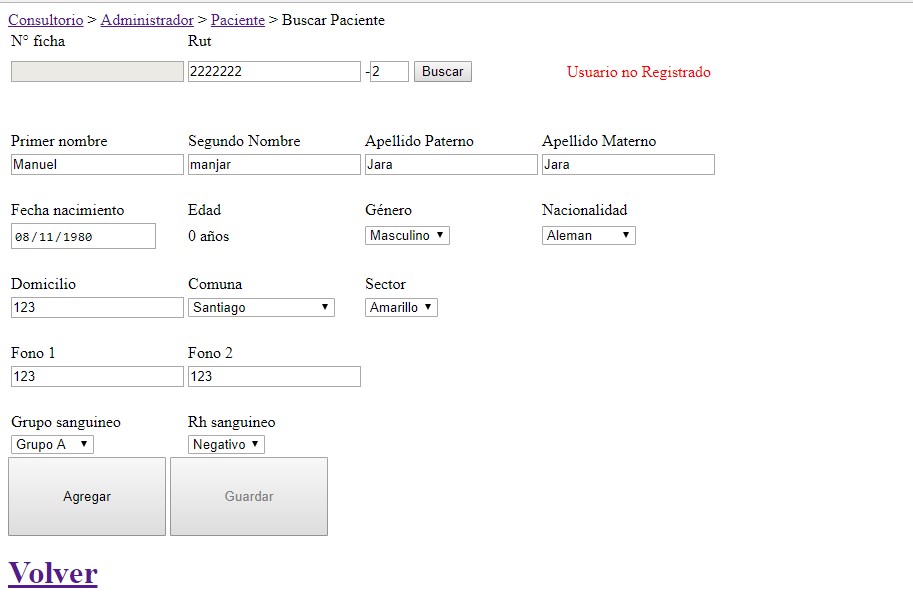 Consultorio > Administrador > Paciente > Buscar Paciente
N° ficha Rut
2222222 -2 Buscar Usuario no Registrado
Primer nombre Segundo Nombre Apellido Paterno Apellido Materno
Manuel manjar Jara Jara
Fecha nacimiento Edad Género Nacionalidad
08/11/1980 0 años Masculino Aleman
Domicilio Comuna Sector
123 Santiago Amarillo
Fono 1 Fono 2
123 123
Grupo sanguineo Rh sanguineo
Grupo A Negativo
Agregar Guardar
Volver